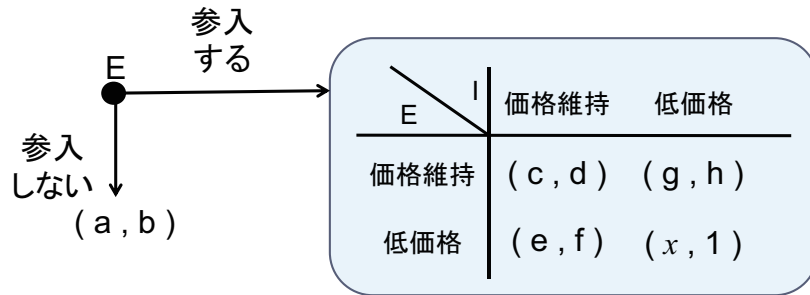 E
参入
する
参入
しない
( a , b )
I
E
価格維持 低価格
価格維持 ( c , d ) ( g , h )
低価格 ( e , f ) ( x , 1 )